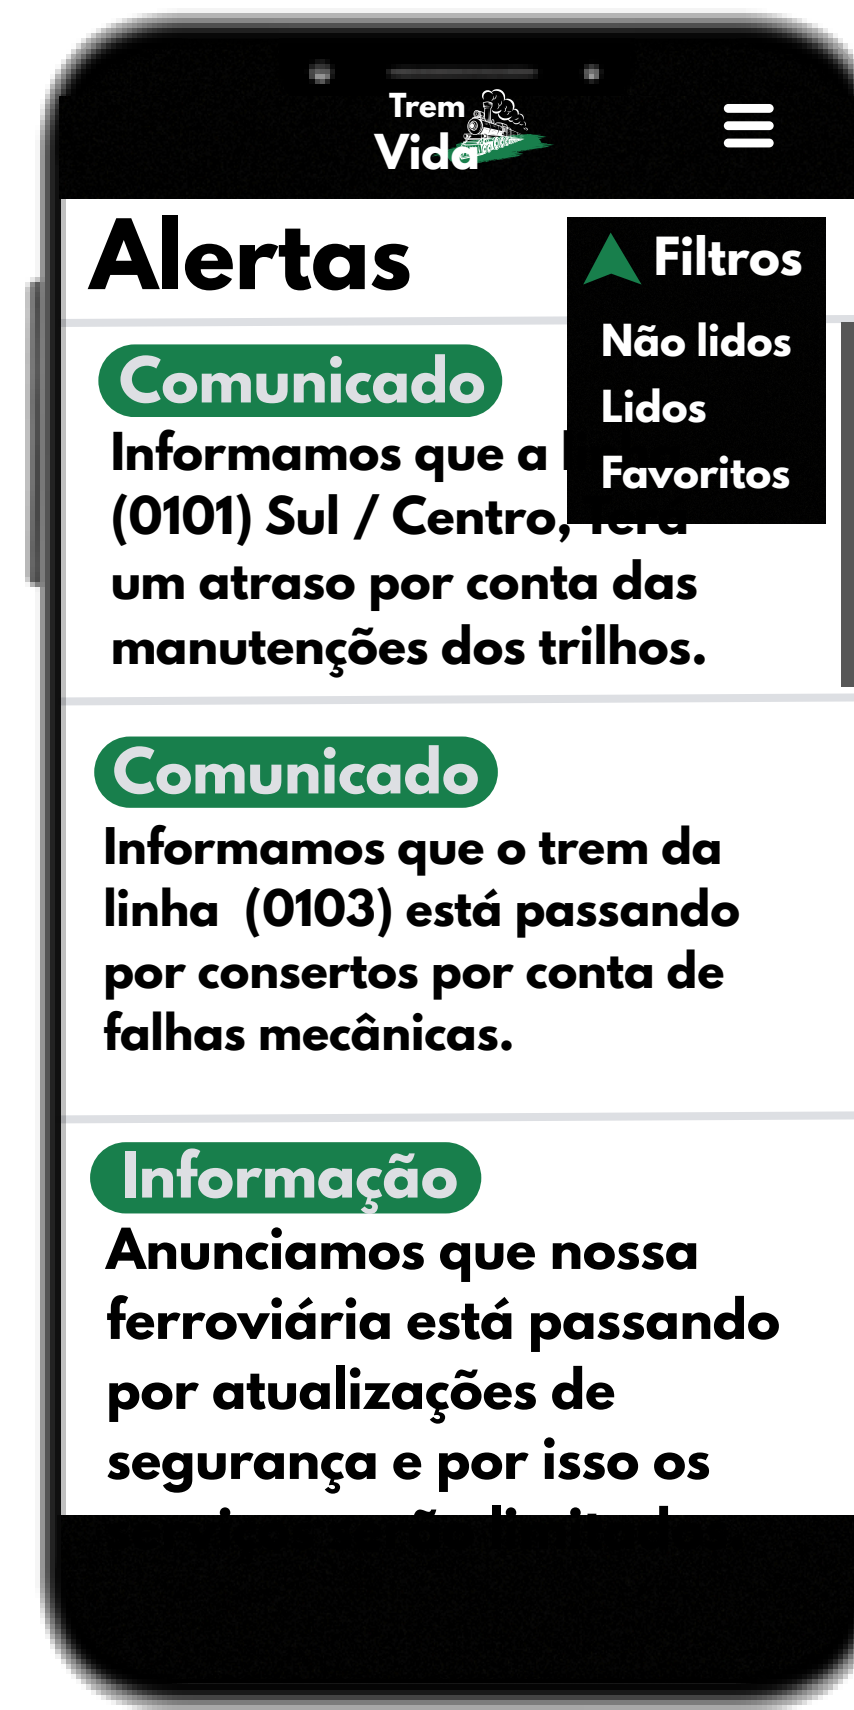 Trem
Vida
Alertas
Filtros
Não lidos
Lidos
Favoritos
Comunicado
Informamos que a
(0101) Sul / Centro,
um atraso por conta das
manutenções dos trilhos.
Comunicado
Informamos que o trem da
linha (0103) está passando
por consertos por conta de
falhas mecânicas.
Informação
Anunciamos que nossa
ferroviária está passando
por atualizações de
segurança e por isso os